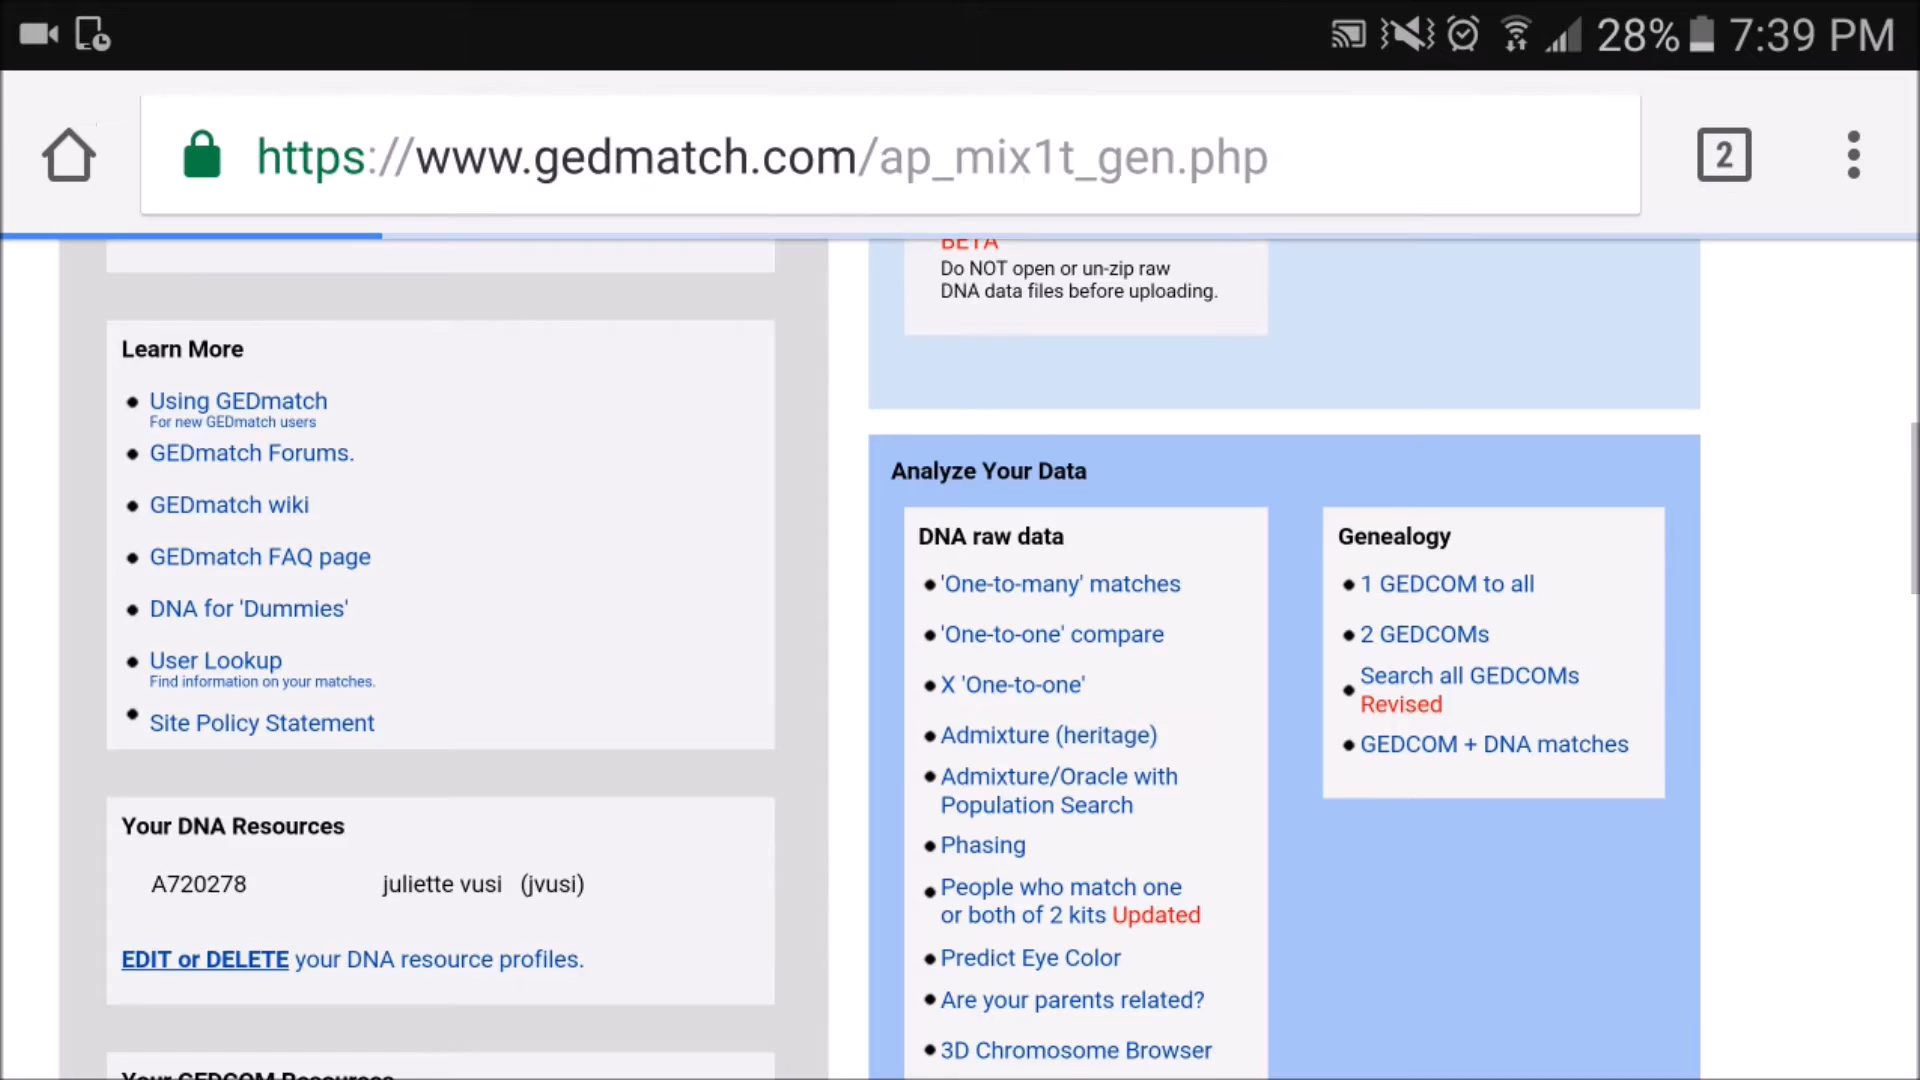 28% 7:39 PM
https://www.gedmatch.com/ap_mix1t_gen.php
2
Learn More
Using GEDmatch
For new GEDmatch users
GEDmatch Forums.
GEDmatch wiki
GEDmatch FAQ page
DNA for 'Dummies'
User Lookup
Find information on your matches.
Site Policy Statement
Your DNA Resources
A720278 juliette vusi (jvusi)
EDIT or DELETE your DNA resource profiles.
Your GEDCOM Resources
BETA
Do NOT open or un-zip raw
DNA data files before uploading.
Analyze Your Data
DNA raw data
'One-to-many' matches
'One-to-one' compare
X 'One-to-one'
Admixture (heritage)
Admixture/Oracle with
Population Search
Phasing
People who match one
or both of 2 kits Updated
Predict Eye Color
Are your parents related?
3D Chromosome Browser
Genealogy
1 GEDCOM to all
2 GEDCOMs
Search all GEDCOMs
Revised
GEDCOM + DNA matches